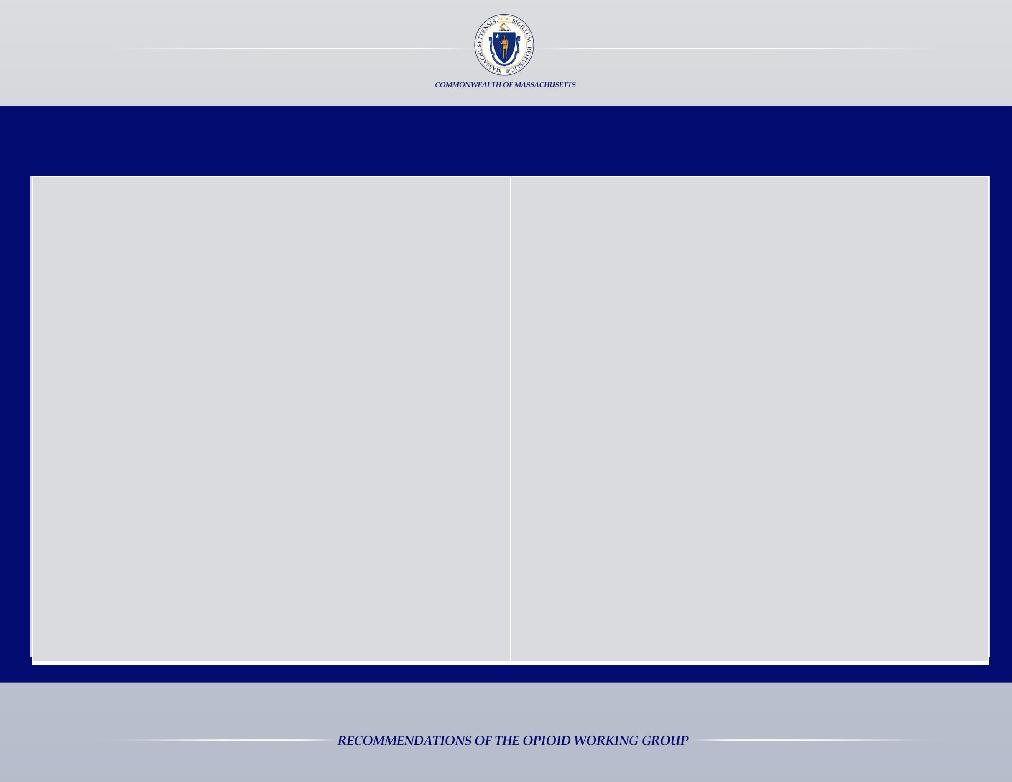 COMMONWEALTH OF MASSACHUSETTS
RECOMMENDATIONS OF THE OPIOID WORKING GROUP